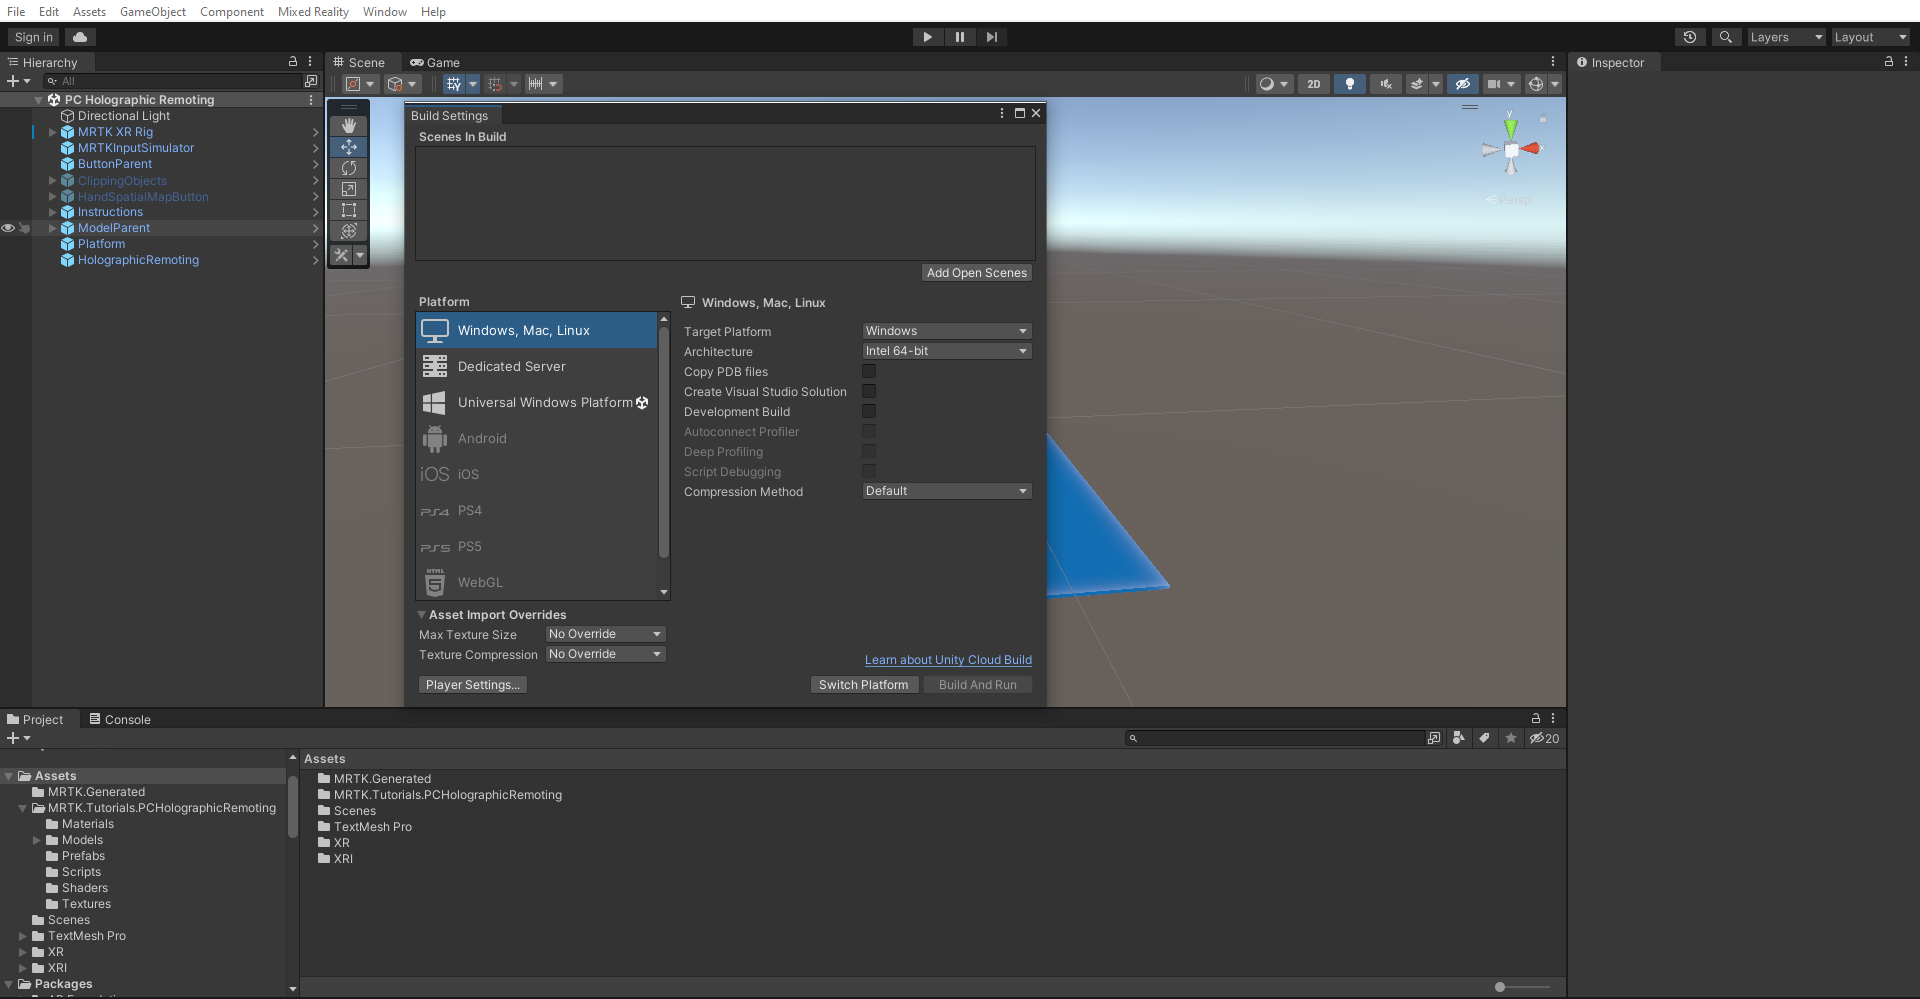 File Edit Assets GameObject Component Mixed Reality Window Help
Sign in
Layers Layout
Hierarchy
All
PC Holographic Remoting
Directional Light
MRTK XR Rig
MRTKInputSimulator
ButtonParent
ClippingObjects
HandSpatialMapButton
Instructions
ModelParent
Platform
HolographicRemoting
Scene Game
2D
y
x
Persp
Inspector
Build Settings
Scenes In Build
Add Open Scenes
Platform
Windows, Mac, Linux
Dedicated Server
Universal Windows Platform
Android
iOS iOS
PS4 PS4
PS5 PS5
HTML 5 WebGL
Windows, Mac, Linux
Target Platform Windows
Architecture Intel 64-bit
Copy PDB files
Create Visual Studio Solution
Development Build
Autoconnect Profiler
Deep Profiling
Script Debugging
Compression Method Default
Asset Import Overrides
Max Texture Size No Override
Texture Compression No Override
Learn about Unity Cloud Build
Player Settings... Switch Platform Build And Run
Project Console
20
Assets
MRTK.Generated
MRTK.Tutorials.PCHolographicRemoting
Materials
Models
Prefabs
Scripts
Shaders
Textures
Scenes
TextMesh Pro
XR
XRI
Packages
Assets
MRTK.Generated
MRTK.Tutorials.PCHolographicRemoting
Scenes
TextMesh Pro
XR
XRI